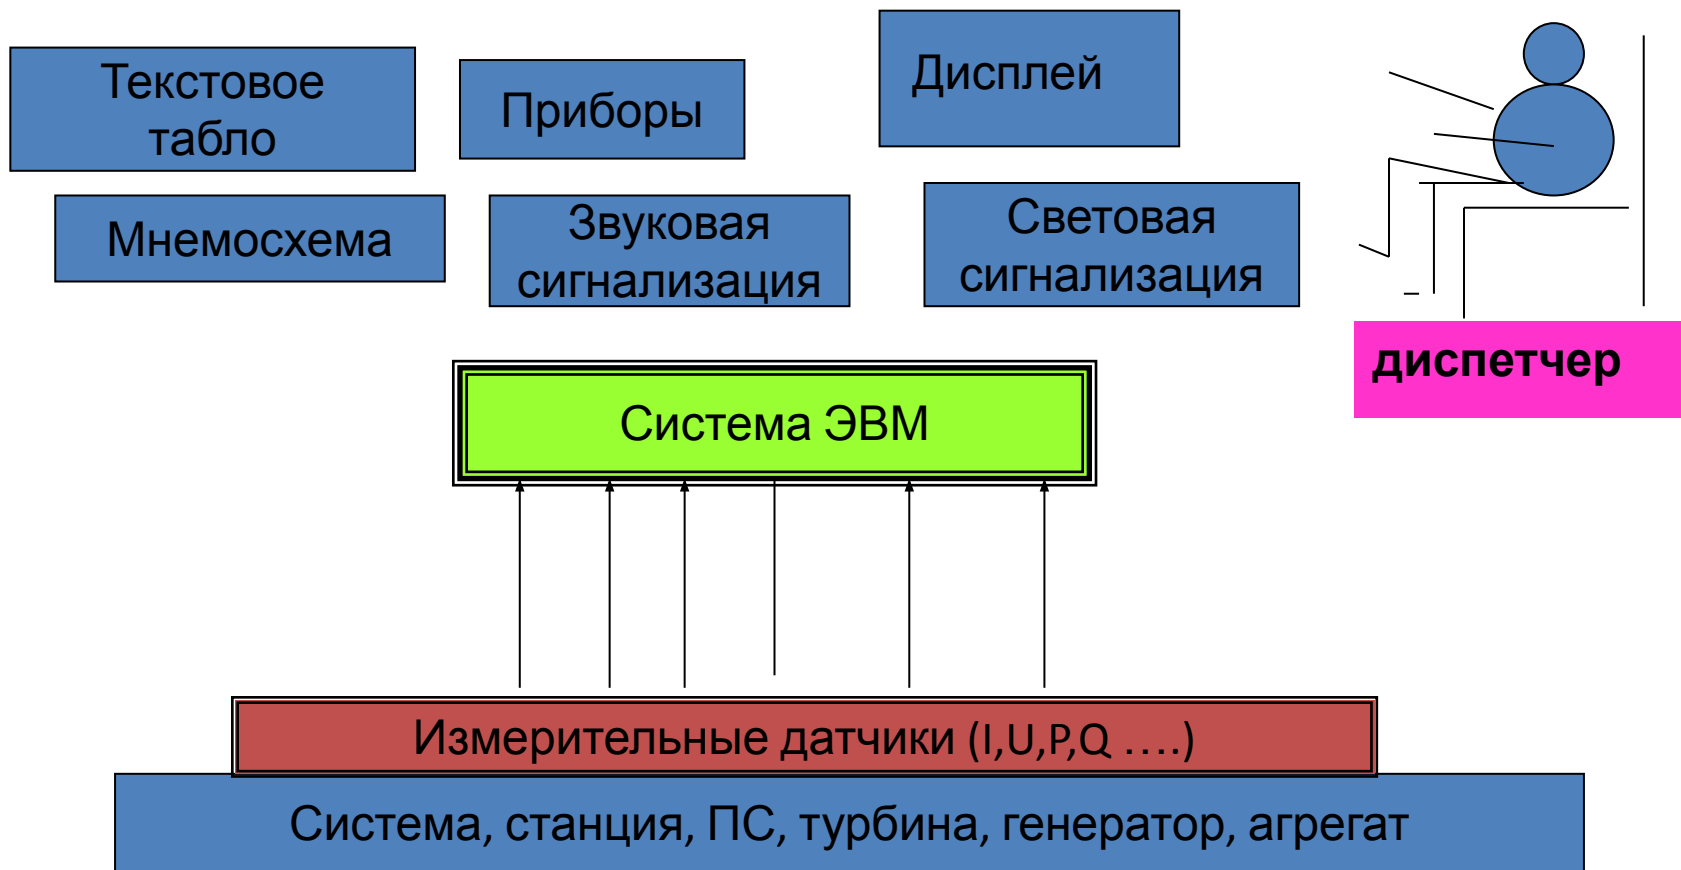 Текстовое
табло
Приборы
Дисплей
Мнемосхема
Звуковая
сигнализация
Световая
сигнализация
диспетчер
Система ЭВМ
Измерительные датчики (I,U,P,Q ....)
Система, станция, ПС, турбина, генератор, агрегат